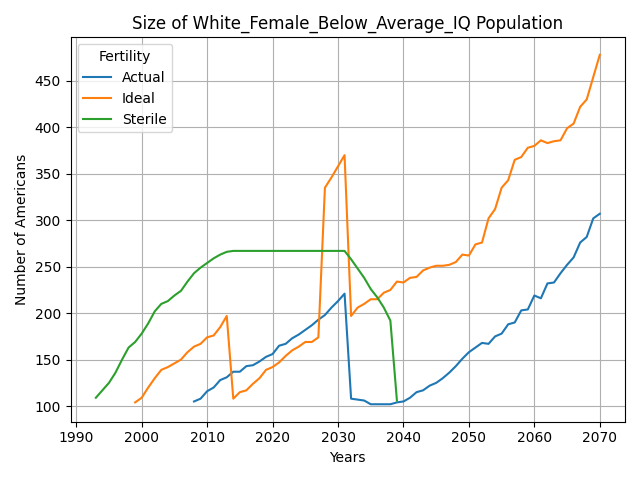 Size of White_Female_Below_Average_IQ Population
Fertility
Actual
Ideal
Sterile
Number of Americans
450
400
350
300
250
200
150
100
1990 2000 2010 2020 2030 2040 2050 2060 2070
Years